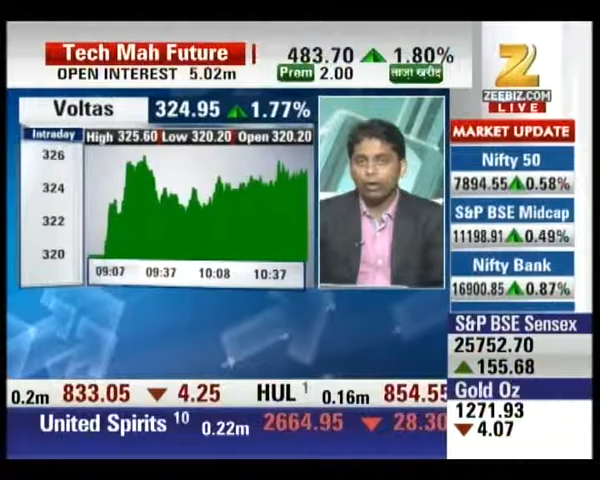 Tech Mah Future
483.70 1.80%
OPEN INTEREST 5.02m
Prem 2.00
ताज़ा खरीद
Z
ZEEBIZ.COM
LIVE
Voltas 324.95 1.77%
Intraday
High 325.60 Low 320.20 Open 320.20
326
324
322
320
09:07 09:37 10:08 10:37
MARKET UPDATE
Nifty 50
7894.55 0.58%
S&P BSE Midcap
11198.91 0.49%
Nifty Bank
16900.85 0.87%
S&P BSE Sensex
25752.70
155.68
Gold Oz
1271.93
4.07
0.2m 833.05 4.25 HUL 1 0.16m 854.55
United Spirits 10 0.22m 2664.95 28.30